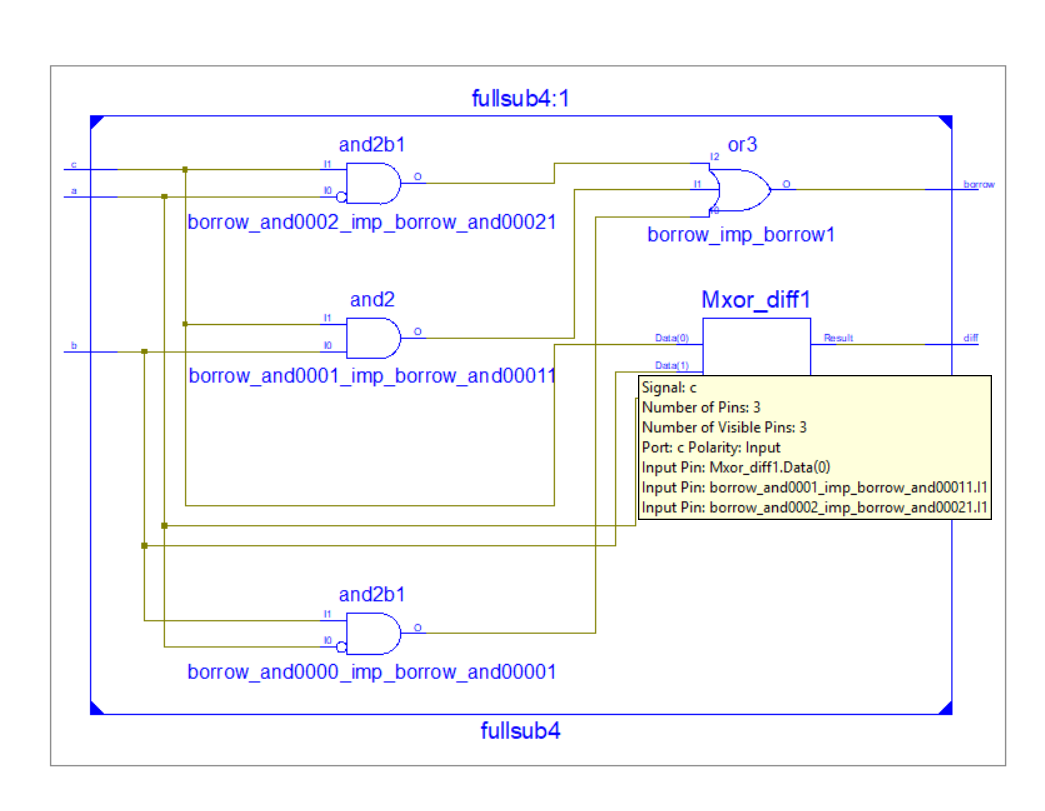 fullsub4:1
and2b1
or3
c
I1
O
I2
a
I0
I1
O
borrow
I0
borrow_and0002_imp_borrow_and00021
borrow_imp_borrow1
and2
Mxor_diff1
I1
O
Data(0)
Result
diff
b
I0
Data(1)
borrow_and0001_imp_borrow_and00011
Signal: c
Number of Pins: 3
Number of Visible Pins: 3
Port: c Polarity: Input
Input Pin: Mxor_diff1.Data(0)
Input Pin: borrow_and0001_imp_borrow_and00011.I1
Input Pin: borrow_and0002_imp_borrow_and00021.I1
and2b1
I1
O
I0
borrow_and0000_imp_borrow_and00001
fullsub4